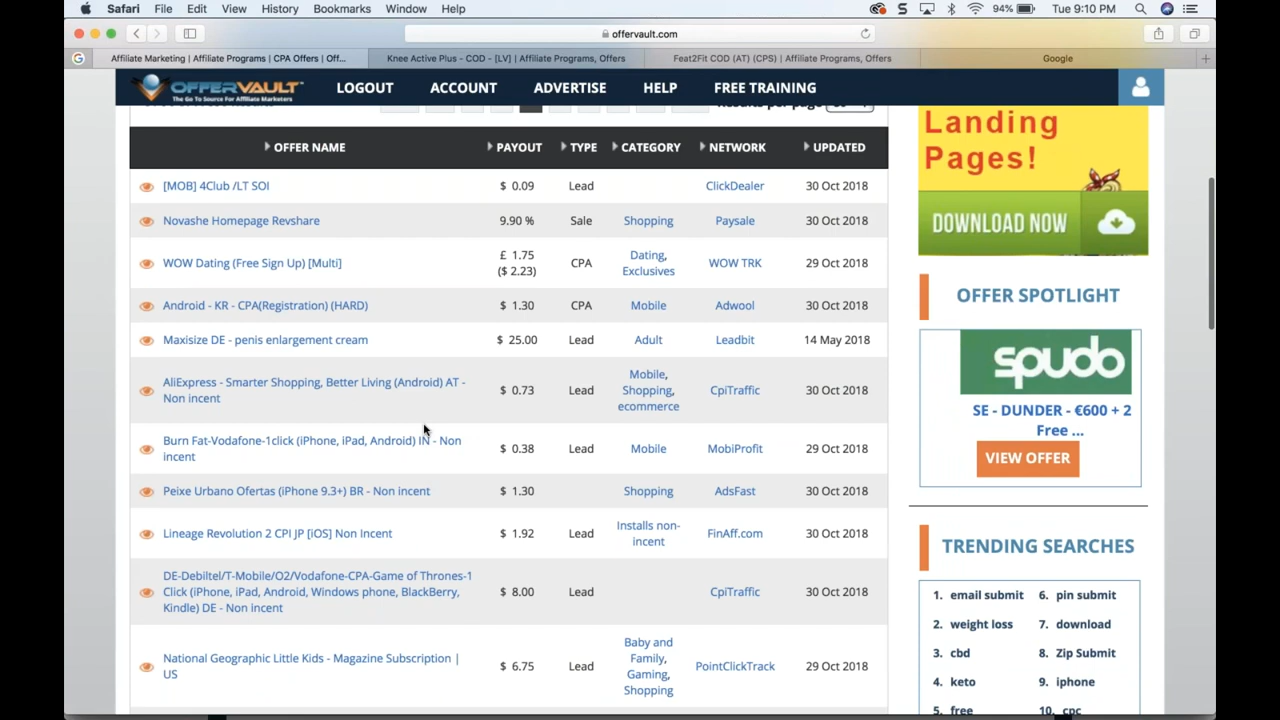 Safari File Edit View History Bookmarks Window Help 94% Tue 9:10 PM
offervault.com
Affiliate Marketing | Affiliate Programs | CPA Offers | Off... Knee Active Plus - COD - [LV] | Affiliate Programs, Offers Feat2Fit COD (AT) (CPS) | Affiliate Programs, Offers Google
OFFERVAULT The Go To Source For Affiliate Marketers LOGOUT ACCOUNT ADVERTISE HELP FREE TRAINING
Results per page
OFFER NAME PAYOUT TYPE CATEGORY NETWORK UPDATED
[MOB] 4Club /LT SOI $ 0.09 Lead ClickDealer 30 Oct 2018
Novashe Homepage Revshare 9.90 % Sale Shopping Paysale 30 Oct 2018
WOW Dating (Free Sign Up) [Multi] £ 1.75 ($ 2.23) CPA Dating, Exclusives WOW TRK 29 Oct 2018
Android - KR - CPA(Registration) (HARD) $ 1.30 CPA Mobile Adwool 30 Oct 2018
Maxisize DE - penis enlargement cream $ 25.00 Lead Adult Leadbit 14 May 2018
AliExpress - Smarter Shopping, Better Living (Android) AT -
Non incent $ 0.73 Lead Mobile, Shopping, ecommerce CpiTraffic 30 Oct 2018
Burn Fat-Vodafone-1click (iPhone, iPad, Android) IN - Non
incent $ 0.38 Lead Mobile MobiProfit 29 Oct 2018
Peixe Urbano Ofertas (iPhone 9.3+) BR - Non incent $ 1.30 Shopping AdsFast 30 Oct 2018
Lineage Revolution 2 CPI JP [iOS] Non Incent $ 1.92 Lead Installs non-incent FinAff.com 30 Oct 2018
DE-Debiltel/T-Mobile/O2/Vodafone-CPA-Game of Thrones-1
Click (iPhone, iPad, Android, Windows phone, BlackBerry,
Kindle) DE - Non incent $ 8.00 Lead CpiTraffic 30 Oct 2018
National Geographic Little Kids - Magazine Subscription |
US $ 6.75 Lead Baby and Family, Gaming, Shopping PointClickTrack 29 Oct 2018
Landing
Pages!
DOWNLOAD NOW
OFFER SPOTLIGHT
spudo
SE - DUNDER - €600 + 2
Free ...
VIEW OFFER
TRENDING SEARCHES
1. email submit 6. pin submit
2. weight loss 7. download
3. cbd 8. Zip Submit
4. keto 9. iphone
5. free 10. cpc